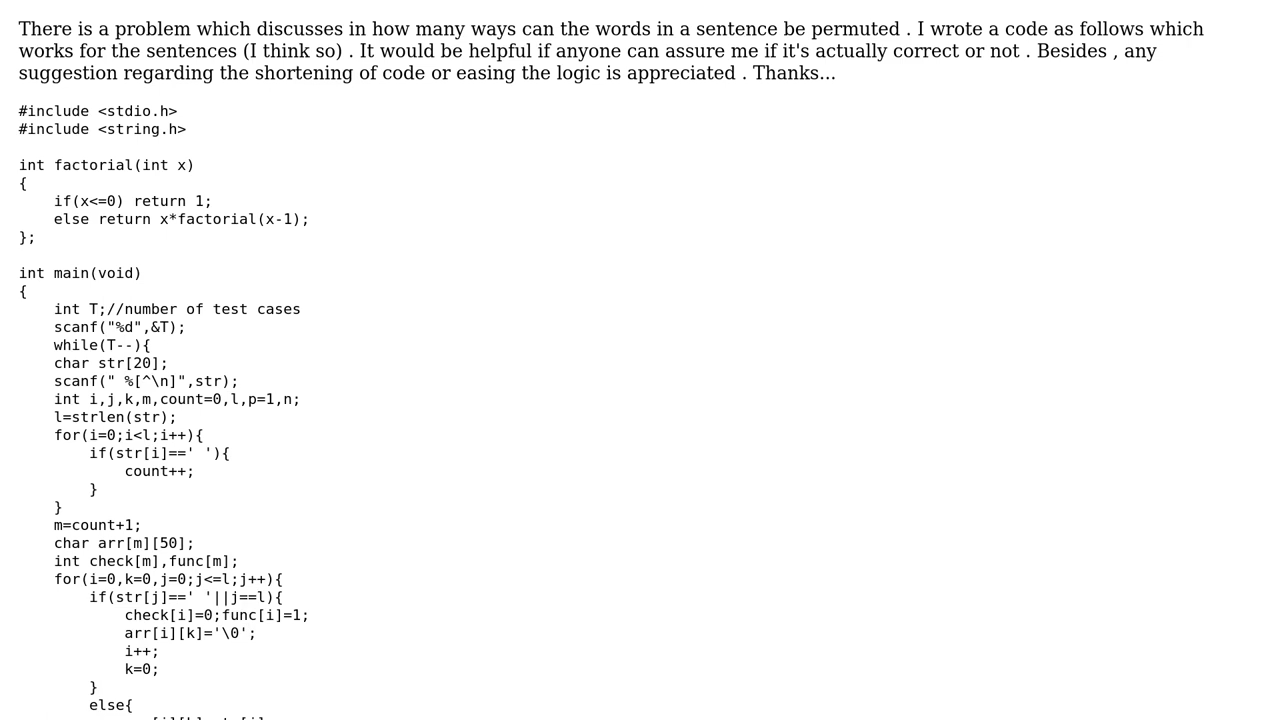 There is a problem which discusses in how many ways can the words in a sentence be permuted . I wrote a code as follows which
works for the sentences (I think so) . It would be helpful if anyone can assure me if it's actually correct or not . Besides , any
suggestion regarding the shortening of code or easing the logic is appreciated . Thanks...
#include <stdio.h>
#include <string.h>
int factorial(int x)
{
    if(x<=0) return 1;
    else return x*factorial(x-1);
};
int main(void)
{
    int T;//number of test cases
    scanf("%d",&T);
    while(T--){
    char str[20];
    scanf(" %[^\n]",str);
    int i,j,k,m,count=0,l,p=1,n;
    l=strlen(str);
    for(i=0;i<l;i++){
        if(str[i]==' '){
            count++;
        }
    }
    m=count+1;
    char arr[m][50];
    int check[m],func[m];
    for(i=0,k=0,j=0;j<=l;j++){
        if(str[j]==' '||j==l){
            check[i]=0;func[i]=1;
            arr[i][k]='\0';
            i++;
            k=0;
        }
        else{